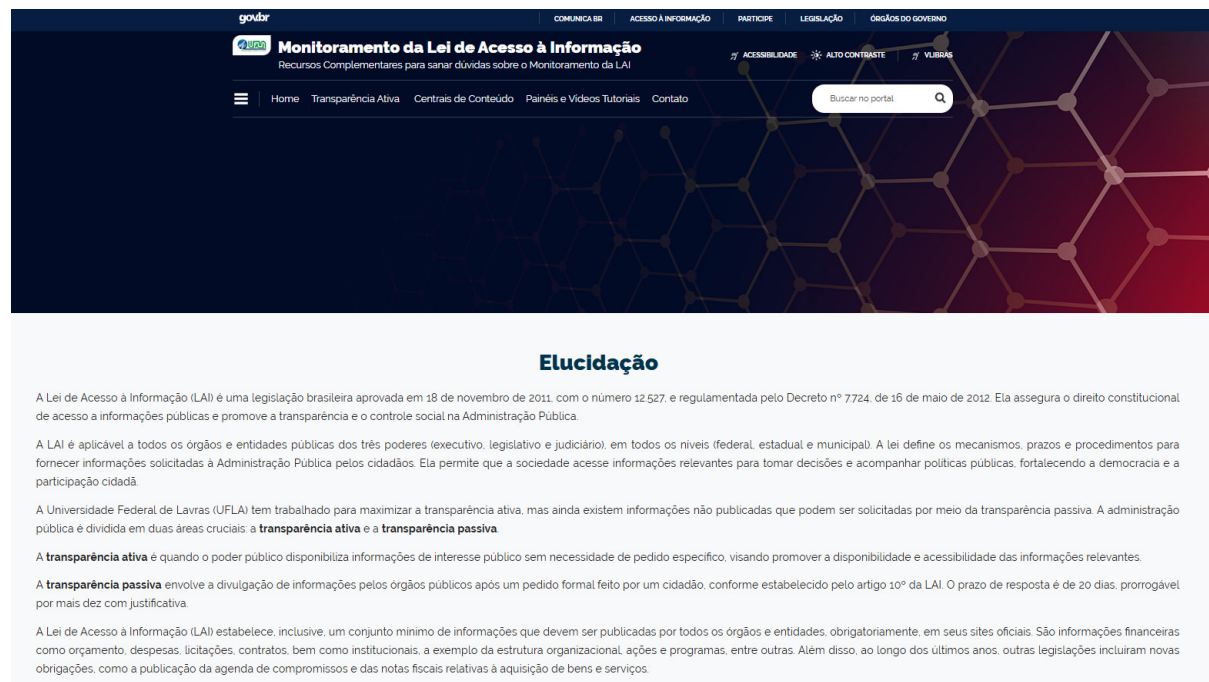 gov.br
COMUNICA BR ACESSO À INFORMAÇÃO PARTICIPE LEGISLAÇÃO ÓRGÃOS DO GOVERNO
UFLA Monitoramento da Lei de Acesso à Informação
Recursos Complementares para sanar dúvidas sobre o Monitoramento da LAI
ACESSIBILIDADE ALTO CONTRASTE VLIBRAS
Home Transparência Ativa Centrais de Conteúdo Painéis e Vídeos Tutoriais Contato Buscar no portal
Elucidação
A Lei de Acesso à Informação (LAI) é uma legislação brasileira aprovada em 18 de novembro de 2011, com o número 12.527, e regulamentada pelo Decreto nº 7.724, de 16 de maio de 2012. Ela assegura o direito constitucional
de acesso a informações públicas e promove a transparência e o controle social na Administração Pública.
A LAI é aplicável a todos os órgãos e entidades públicas dos três poderes (executivo, legislativo e judiciário), em todos os níveis (federal, estadual e municipal). A lei define os mecanismos, prazos e procedimentos para
fornecer informações solicitadas à Administração Pública pelos cidadãos. Ela permite que a sociedade acesse informações relevantes para tomar decisões e acompanhar políticas públicas, fortalecendo a democracia e a
participação cidadã.
A Universidade Federal de Lavras (UFLA) tem trabalhado para maximizar a transparência ativa, mas ainda existem informações não publicadas que podem ser solicitadas por meio da transparência passiva. A administração
pública é dividida em duas áreas cruciais: a transparência ativa e a transparência passiva.
A transparência ativa é quando o poder público disponibiliza informações de interesse público sem necessidade de pedido específico, visando promover a disponibilidade e acessibilidade das informações relevantes.
A transparência passiva envolve a divulgação de informações pelos órgãos públicos após um pedido formal feito por um cidadão, conforme estabelecido pelo artigo 10º da LAI. O prazo de resposta é de 20 dias, prorrogável
por mais dez com justificativa.
A Lei de Acesso à Informação (LAI) estabelece, inclusive, um conjunto mínimo de informações que devem ser publicadas por todos os órgãos e entidades, obrigatoriamente, em seus sites oficiais. São informações financeiras
como orçamento, despesas, licitações, contratos, bem como institucionais, a exemplo da estrutura organizacional, ações e programas, entre outras. Além disso, ao longo dos últimos anos, outras legislações incluíram novas
obrigações, como a publicação da agenda de compromissos e das notas fiscais relativas à aquisição de bens e serviços.